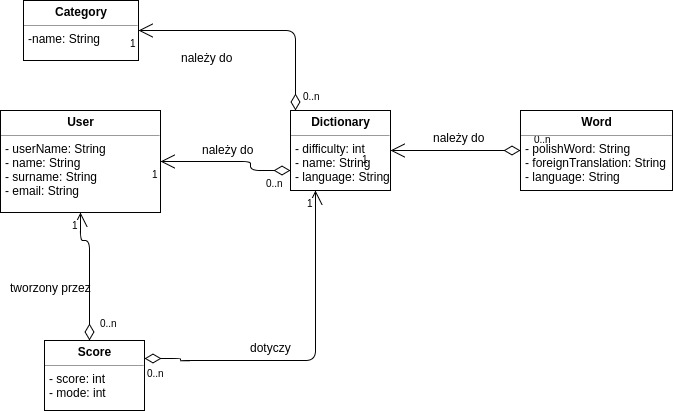 Category
-name: String
1
należy do
0..n
User
- userName: String
- name: String
- surname: String
- email: String
1
należy do
0..n
Dictionary
- difficulty: int
- name: String
- language: String
1
należy do
0..n
Word
- polishWord: String
- foreignTranslation: String
- language: String
1
tworzony przez
0..n
1
dotyczy
0..n
Score
- score: int
- mode: int